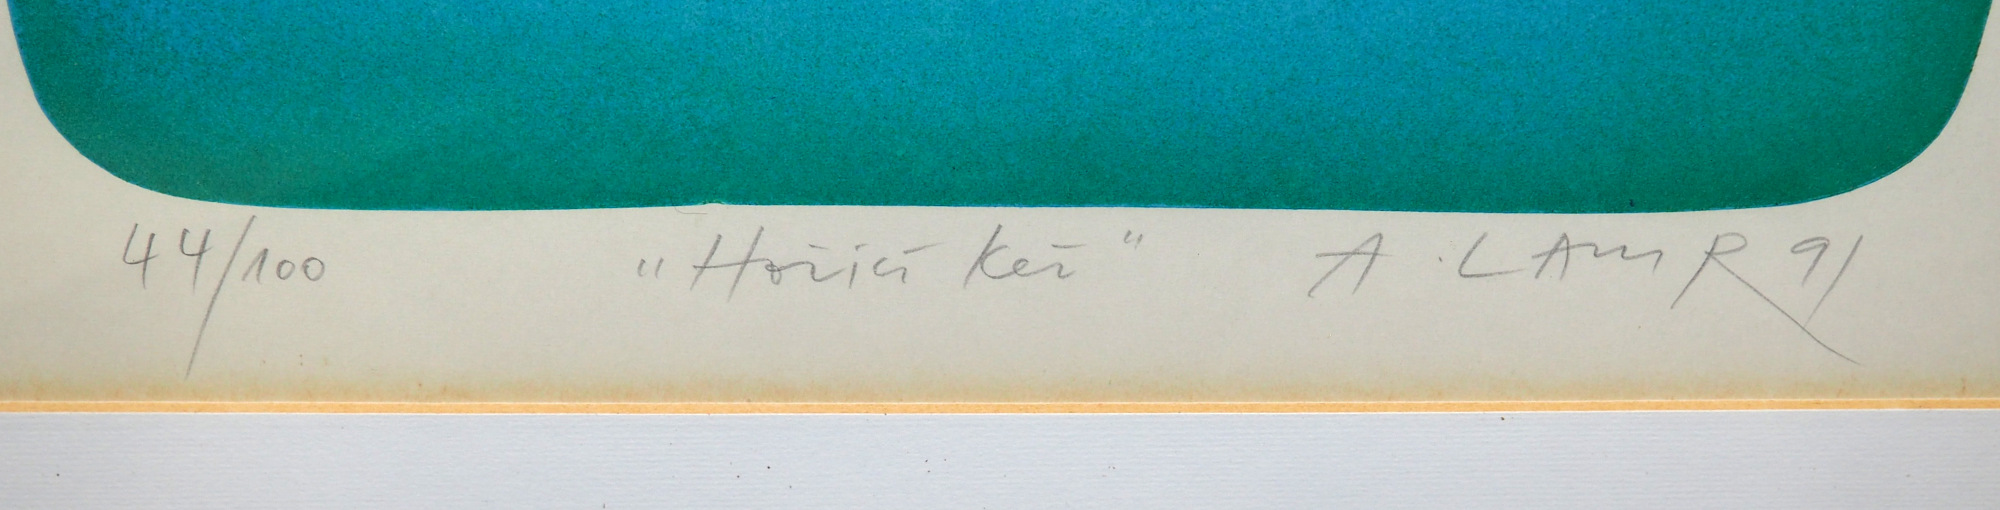 44/100 „Hořící keř" A. LAMR 91